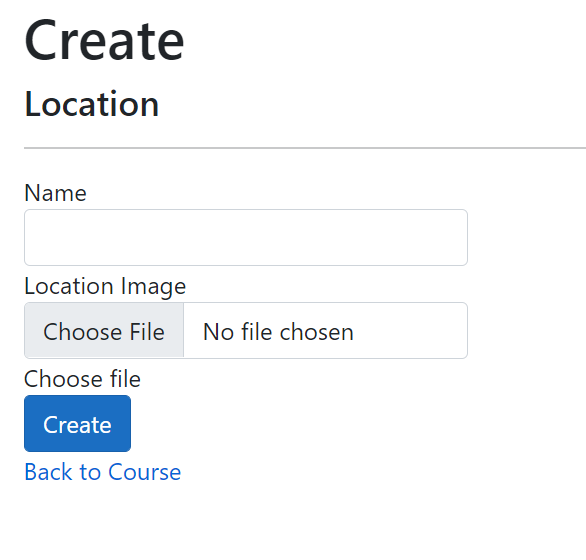 Create
Location
Name
Location Image
Choose File No file chosen
Choose file
Create
Back to Course